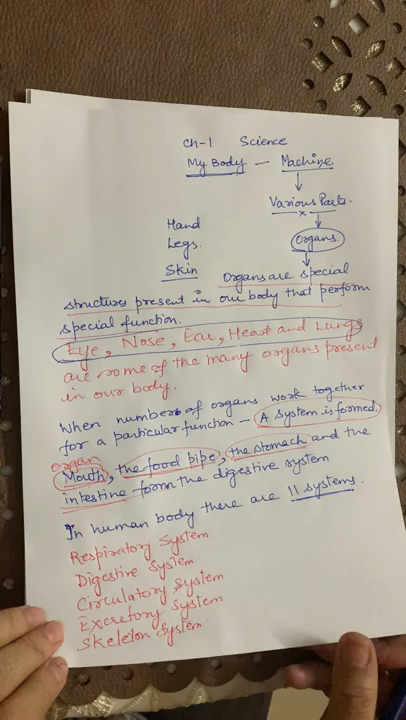 Ch-1 Science
My Body — Machine
↓
Various Parts.
×
↓
Hand
Legs.
Organs.
↓
Skin
Organs are special
structures present in our body that perform
special function.
Eye, Nose, Ear, Heart and Lungs
are some of the many organs present
in our body.
When numbers of organs work together
for a particular function – A system is formed.
organ
Mouth, the food pipe, the stomach and the
intestine form the digestive system
In human body there are 11 systems.
Respiratory System
Digestive System.
Circulatory System
Excretory System
Skeleton System.